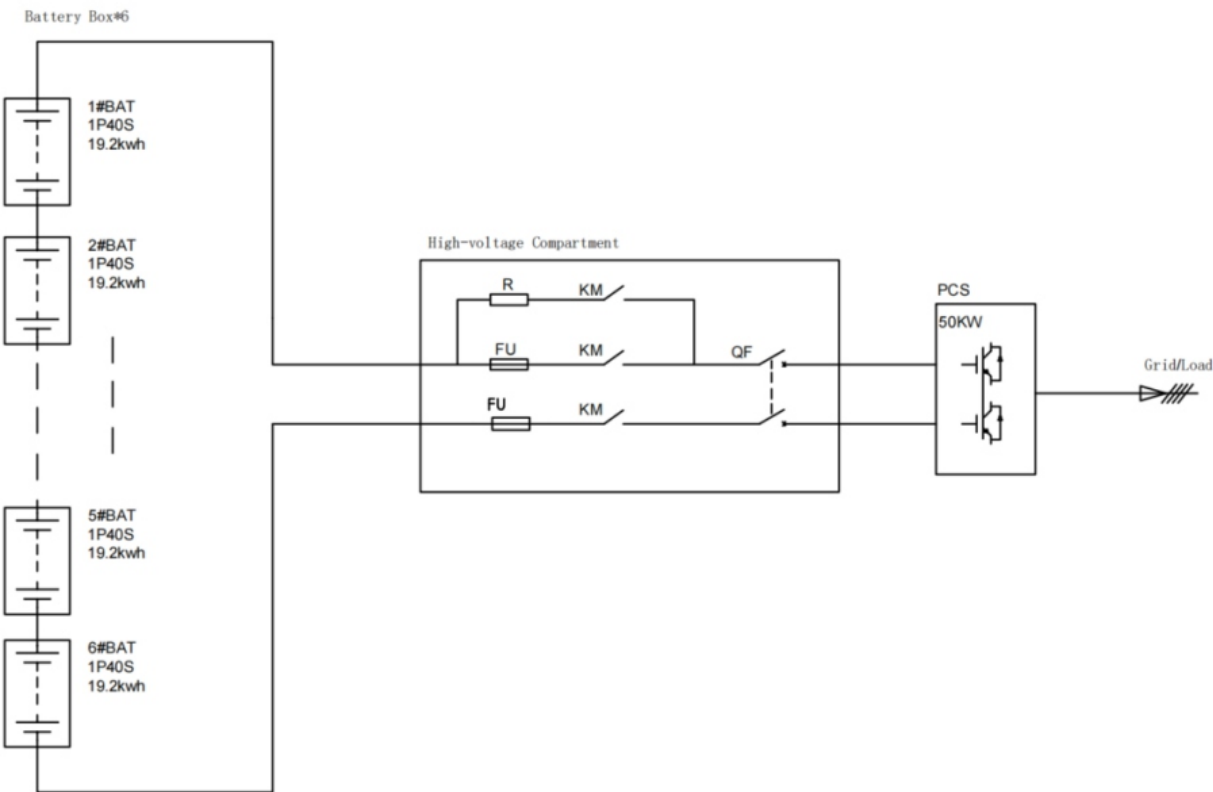 Battery Box*6
1#BAT
1P40S
19.2kwh
2#BAT
1P40S
19.2kwh
High-voltage Compartment
R
KM
FU
KM
QF
FU
KM
PCS
50KW
Grid/Load
5#BAT
1P40S
19.2kwh
6#BAT
1P40S
19.2kwh